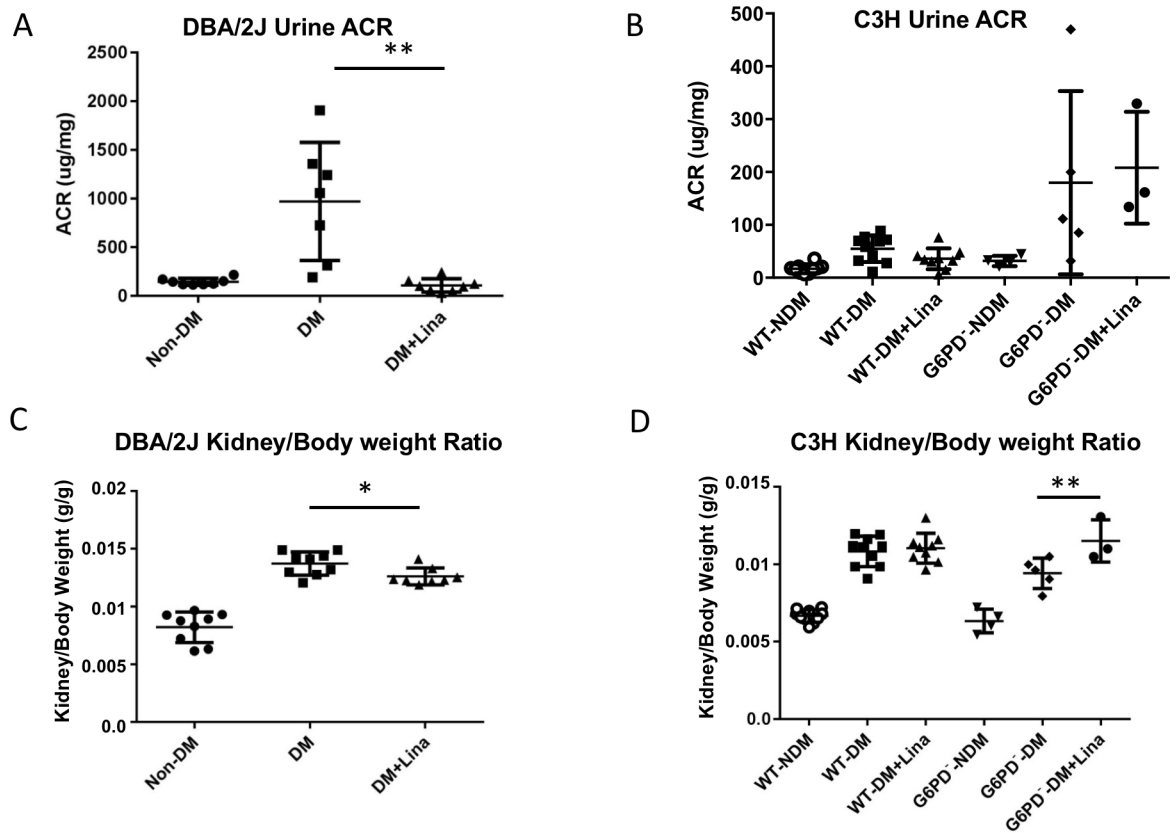 A
DBA/2J Urine ACR
**
ACR (ug/mg)
2500
2000
1500
1000
500
0
Non-DM
DM
DM+Lina
B
C3H Urine ACR
ACR (ug/mg)
500
400
300
200
100
0
WT-NDM
WT-DM
WT-DM+Lina
G6PD⁻-NDM
G6PD⁻-DM
G6PD⁻-DM+Lina
C
DBA/2J Kidney/Body weight Ratio
*
Kidney/Body Weight (g/g)
0.02
0.015
0.01
0.005
0.0
Non-DM
DM
DM+Lina
D
C3H Kidney/Body weight Ratio
**
Kidney/Body Weight (g/g)
0.015
0.01
0.005
0.0
WT-NDM
WT-DM
WT-DM+Lina
G6PD⁻-NDM
G6PD⁻-DM
G6PD⁻-DM+Lina